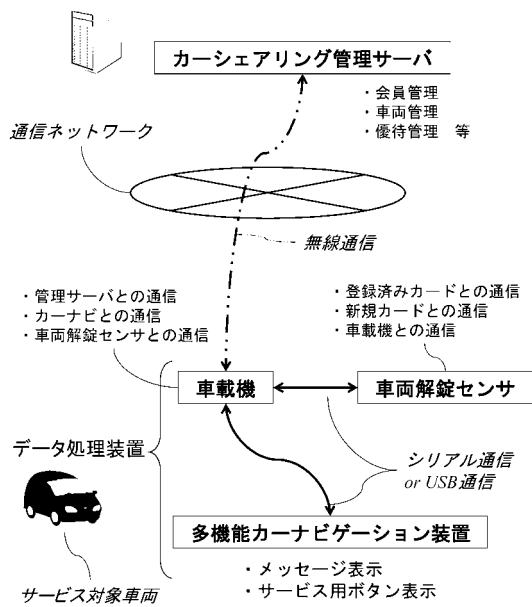 カーシェアリング管理サーバ
・会員管理
・車両管理
・優待管理　等
通信ネットワーク
無線通信
・管理サーバとの通信
・カーナビとの通信
・車両解錠センサとの通信
・登録済みカードとの通信
・新規カードとの通信
・車載機との通信
車載機
車両解錠センサ
データ処理装置
シリアル通信
or USB通信
多機能カーナビゲーション装置
・メッセージ表示
・サービス用ボタン表示
サービス対象車両